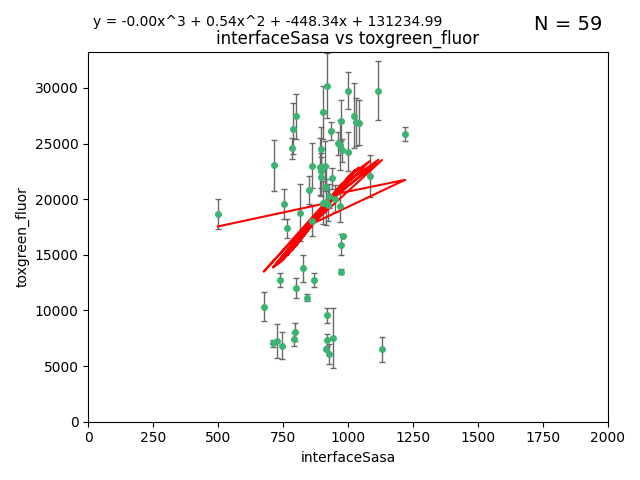 y = -0.00x^3 + 0.54x^2 + -448.34x + 131234.99
N = 59
interfaceSasa vs toxgreen_fluor
30000
25000
20000
15000
10000
5000
0
toxgreen_fluor
0 250 500 750 1000 1250 1500 1750 2000
interfaceSasa